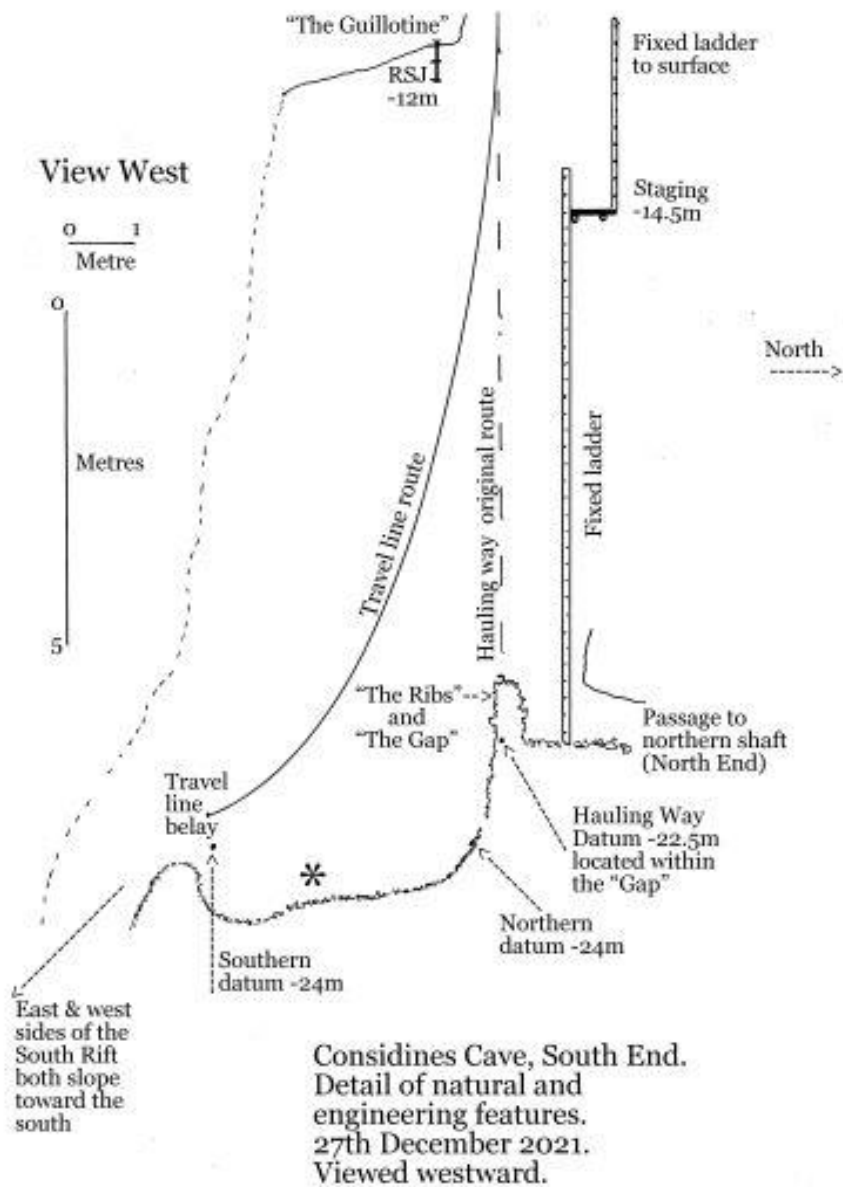 "The Guillotine"
RSJ
-12m
Fixed ladder
to surface
View West
0 1
Metre
Staging
-14.5m
0
Metres
5
North
Travel line route
Hauling way original route
Fixed ladder
"The Ribs"
and
"The Gap"
Passage to
northern shaft
(North End)
Travel
line
belay
Hauling Way
Datum -22.5m
located within
the "Gap"
*
Northern
datum -24m
Southern
datum -24m
East & west
sides of the
South Rift
both slope
toward the
south
Considines Cave, South End.
Detail of natural and
engineering features.
27th December 2021.
Viewed westward.